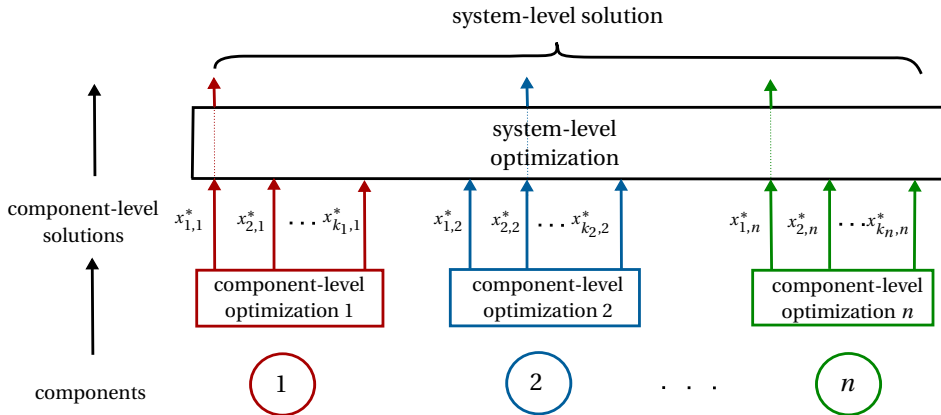 system-level solution
system-level
optimization
component-level
solutions
x*1,1 x*2,1 . . . x*k1,1
x*1,2 x*2,2 . . . x*k2,2
x*1,n x*2,n . . . x*kn,n
component-level
optimization 1
component-level
optimization 2
component-level
optimization n
components
1 2 . . . n